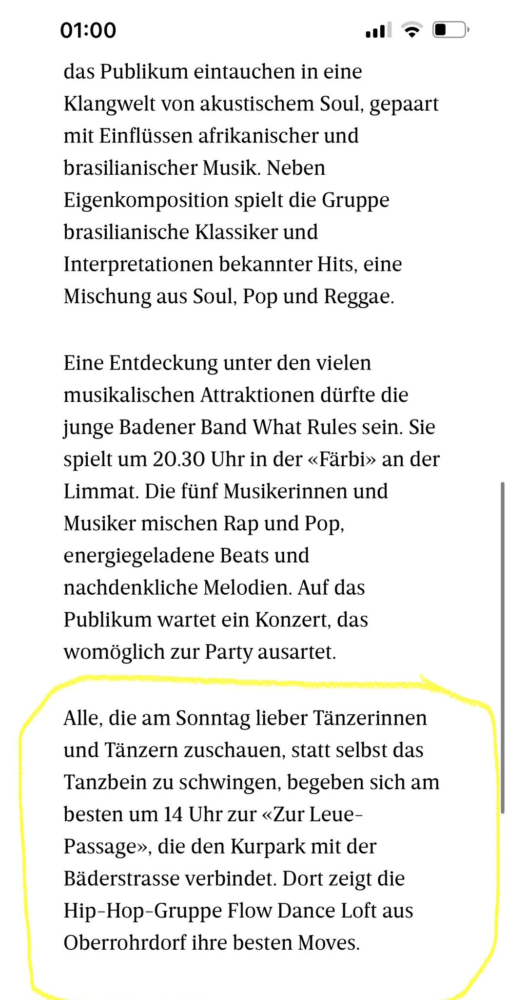 01:00
das Publikum eintauchen in eine
Klangwelt von akustischem Soul, gepaart
mit Einflüssen afrikanischer und
brasilianischer Musik. Neben
Eigenkomposition spielt die Gruppe
brasilianische Klassiker und
Interpretationen bekannter Hits, eine
Mischung aus Soul, Pop und Reggae.
Eine Entdeckung unter den vielen
musikalischen Attraktionen dürfte die
junge Badener Band What Rules sein. Sie
spielt um 20.30 Uhr in der «Färbi» an der
Limmat. Die fünf Musikerinnen und
Musiker mischen Rap und Pop,
energiegeladene Beats und
nachdenkliche Melodien. Auf das
Publikum wartet ein Konzert, das
womöglich zur Party ausartet.
Alle, die am Sonntag lieber Tänzerinnen
und Tänzern zuschauen, statt selbst das
Tanzbein zu schwingen, begeben sich am
besten um 14 Uhr zur «Zur Leue-
Passage», die den Kurpark mit der
Bäderstrasse verbindet. Dort zeigt die
Hip-Hop-Gruppe Flow Dance Loft aus
Oberrohrdorf ihre besten Moves.